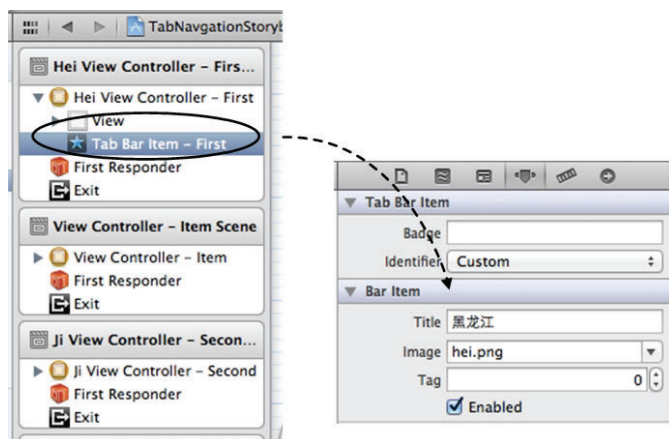 TabNavgationStoryb
Hei View Controller – Firs...
Hei View Controller – First
View
Tab Bar Item – First
First Responder
Exit
View Controller – Item Scene
View Controller – Item
First Responder
Exit
Ji View Controller – Secon...
Ji View Controller – Second
First Responder
Exit
Tab Bar Item
Badge
Identifier Custom
Bar Item
Title 黑龙江
Image hei.png
Tag 0
Enabled